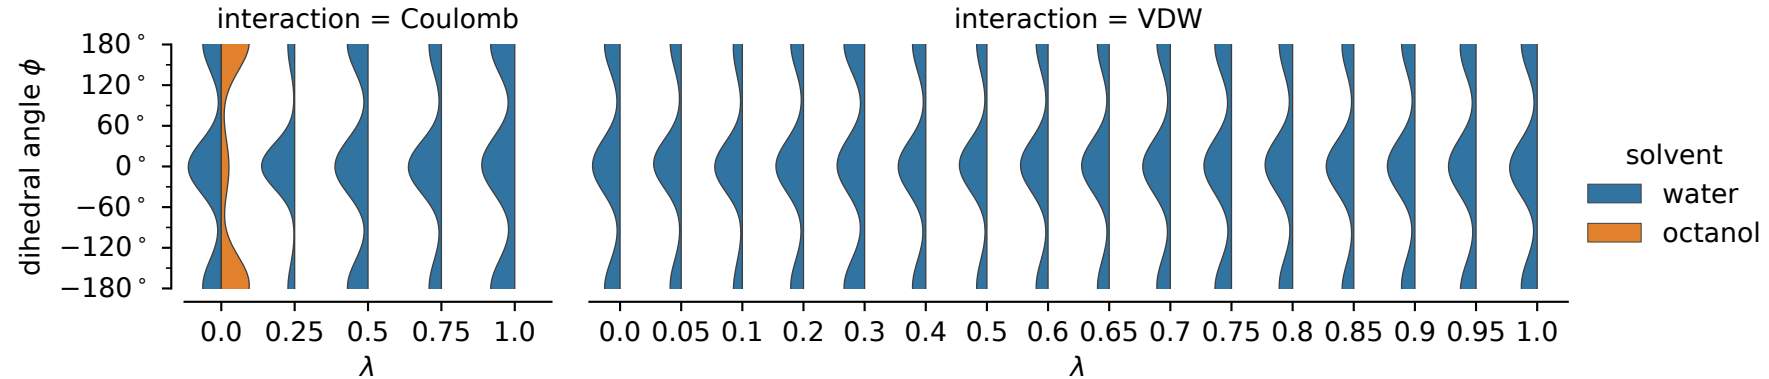 interaction = Coulomb
interaction = VDW
dihedral angle ϕ
180°
120°
60°
0°
−60°
−120°
−180°
0.0 0.25 0.5 0.75 1.0
λ
0.0 0.05 0.1 0.2 0.3 0.4 0.5 0.6 0.65 0.7 0.75 0.8 0.85 0.9 0.95 1.0
λ
solvent
water
octanol